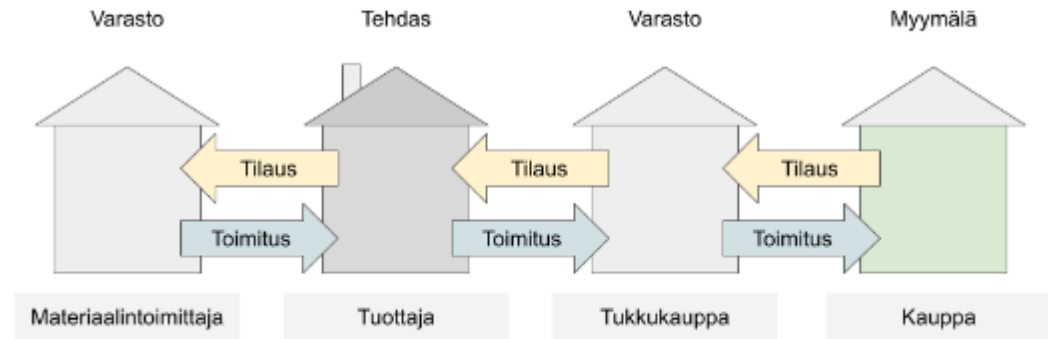 Varasto
Tehdas
Varasto
Myymälä
Tilaus
Tilaus
Tilaus
Toimitus
Toimitus
Toimitus
Materiaalintoimittaja
Tuottaja
Tukkukauppa
Kauppa